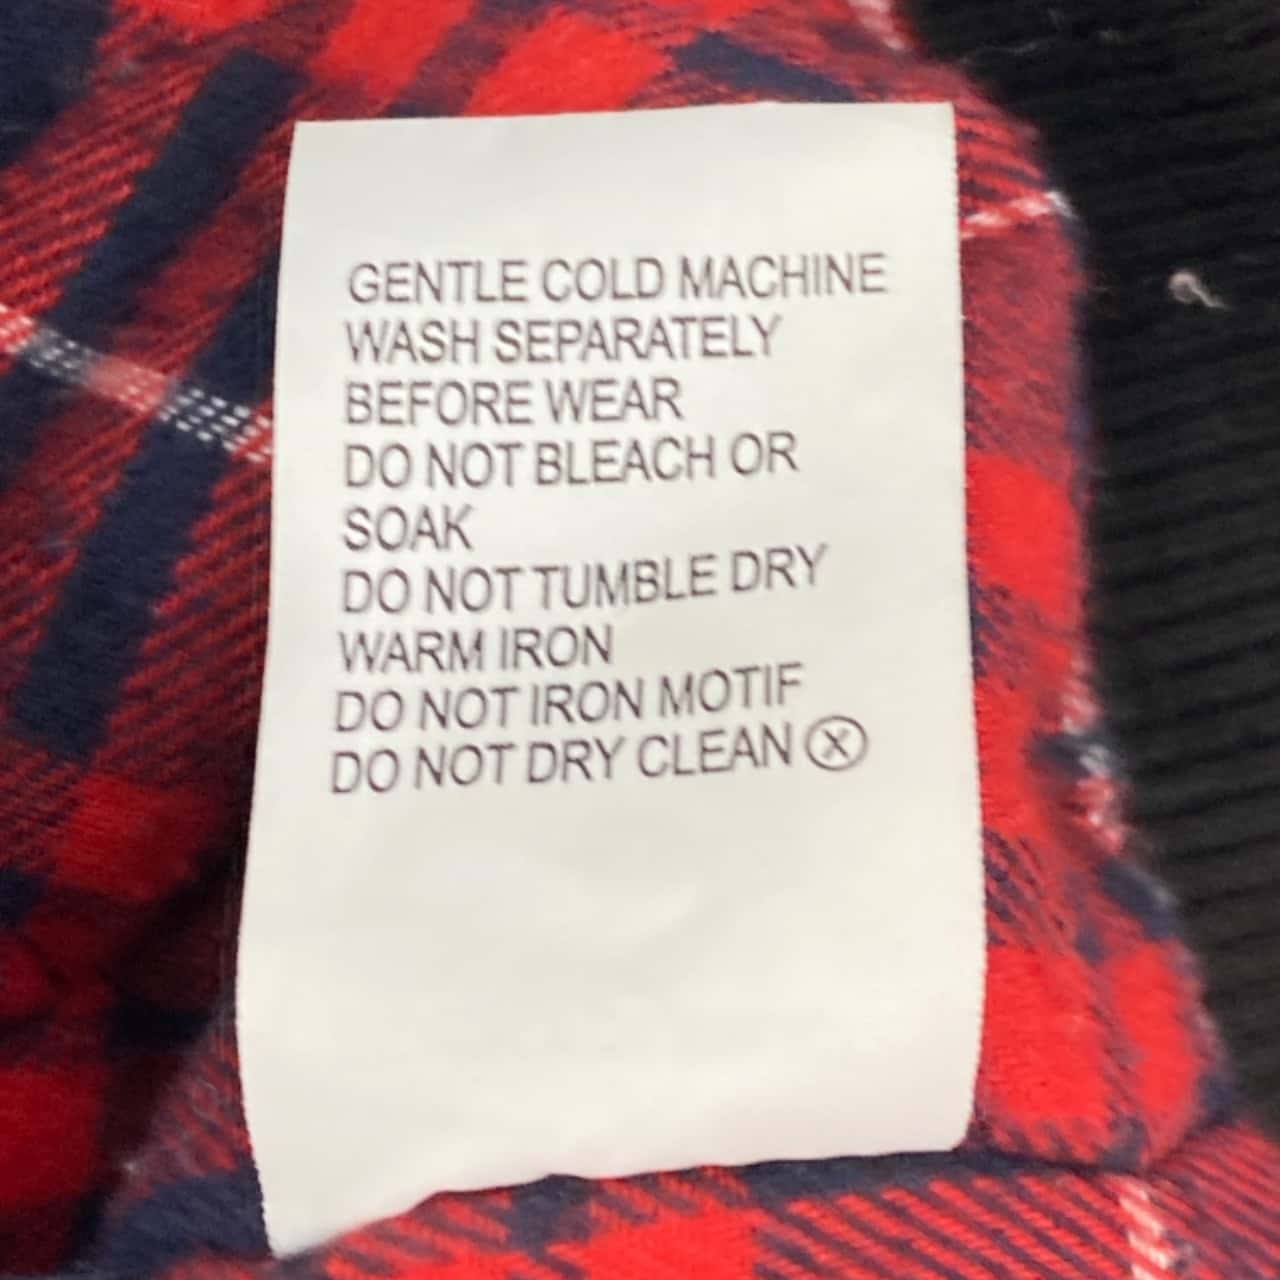 GENTLE COLD MACHINE
WASH SEPARATELY
BEFORE WEAR
DO NOT BLEACH OR
SOAK
DO NOT TUMBLE DRY
WARM IRON
DO NOT IRON MOTIF
DO NOT DRY CLEAN Ⓧ